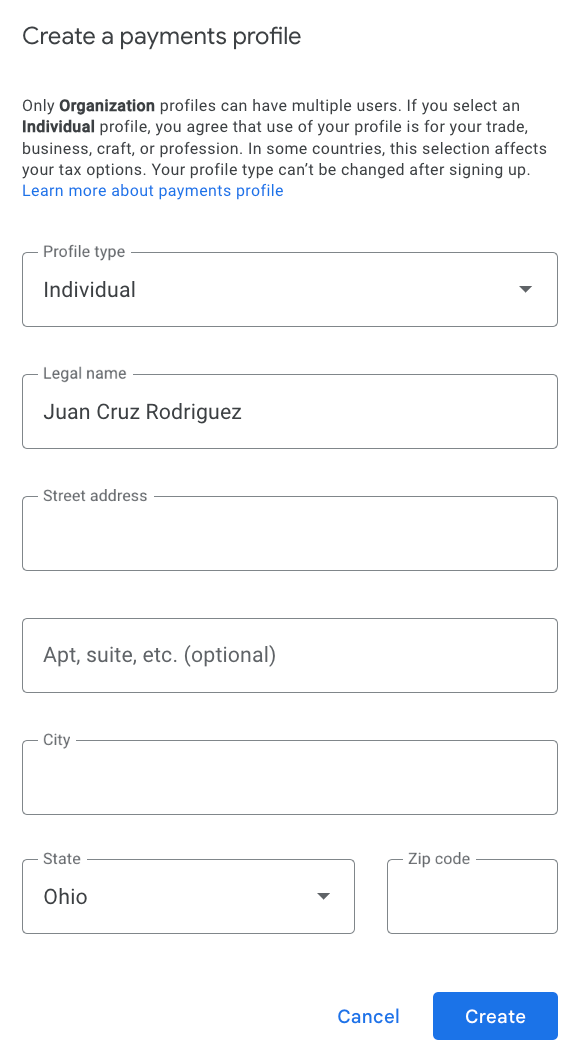 Create a payments profile
Only Organization profiles can have multiple users. If you select an
Individual profile, you agree that use of your profile is for your trade,
business, craft, or profession. In some countries, this selection affects
your tax options. Your profile type can’t be changed after signing up.
Learn more about payments profile
Profile type
Individual
Legal name
Juan Cruz Rodriguez
Street address
Apt, suite, etc. (optional)
City
State
Ohio
Zip code
Cancel
Create